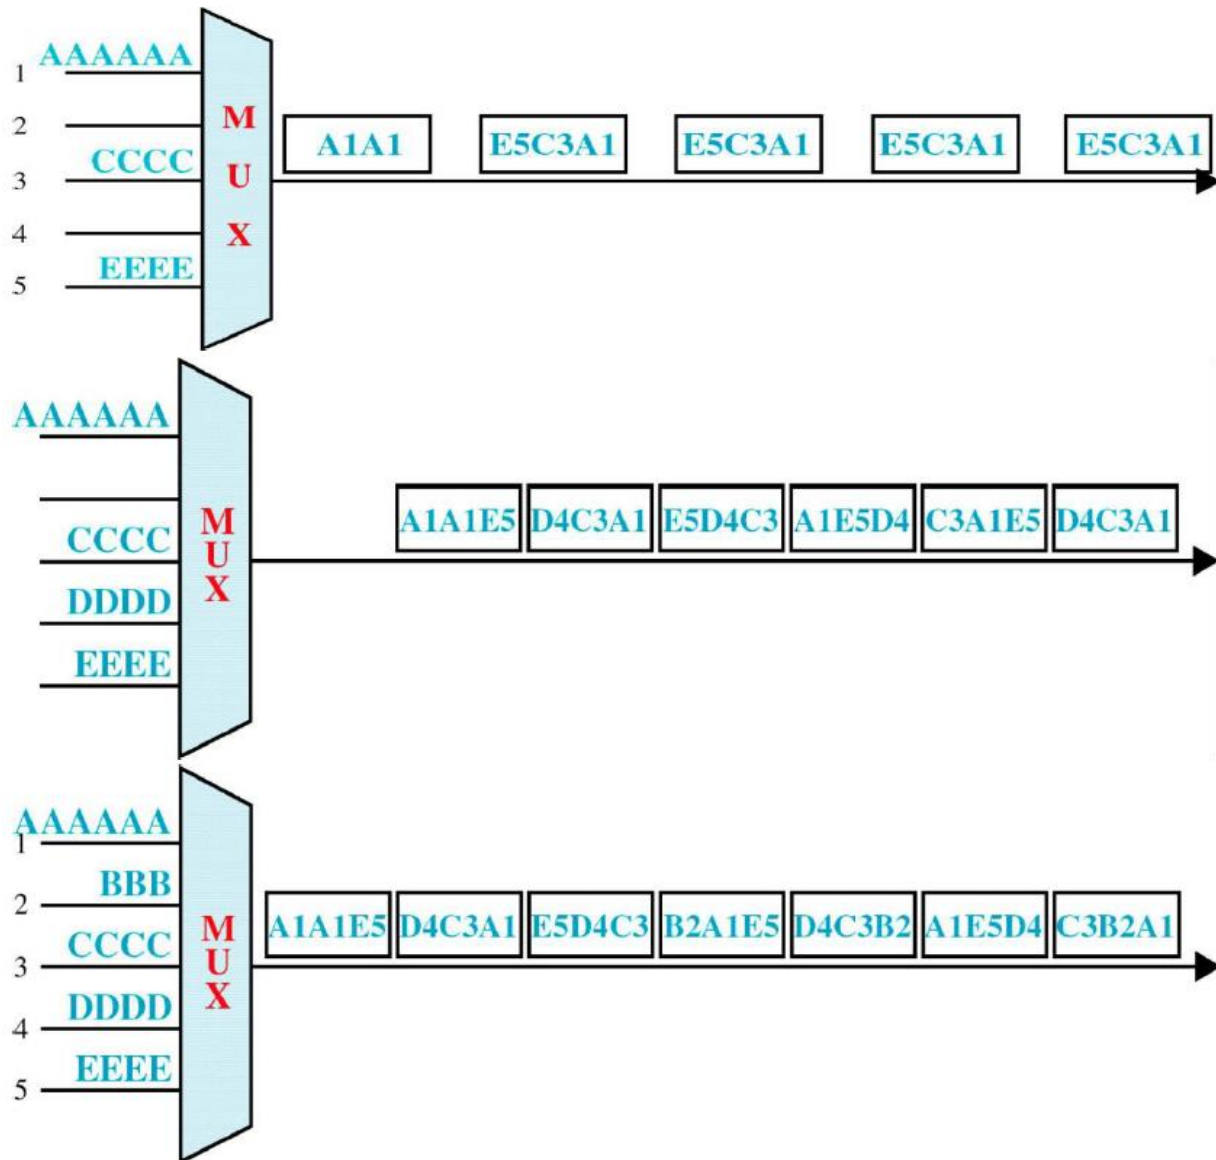 AAAAAA
1
2
CCCC
3
4
EEEE
5
M
U
X
A1A1 E5C3A1 E5C3A1 E5C3A1 E5C3A1
AAAAAA
CCCC
DDDD
EEEE
M
U
X
A1A1E5 D4C3A1 E5D4C3 A1E5D4 C3A1E5 D4C3A1
AAAAAA
1
BBB
2
CCCC
3
DDDD
4
EEEE
5
M
U
X
A1A1E5 D4C3A1 E5D4C3 B2A1E5 D4C3B2 A1E5D4 C3B2A1